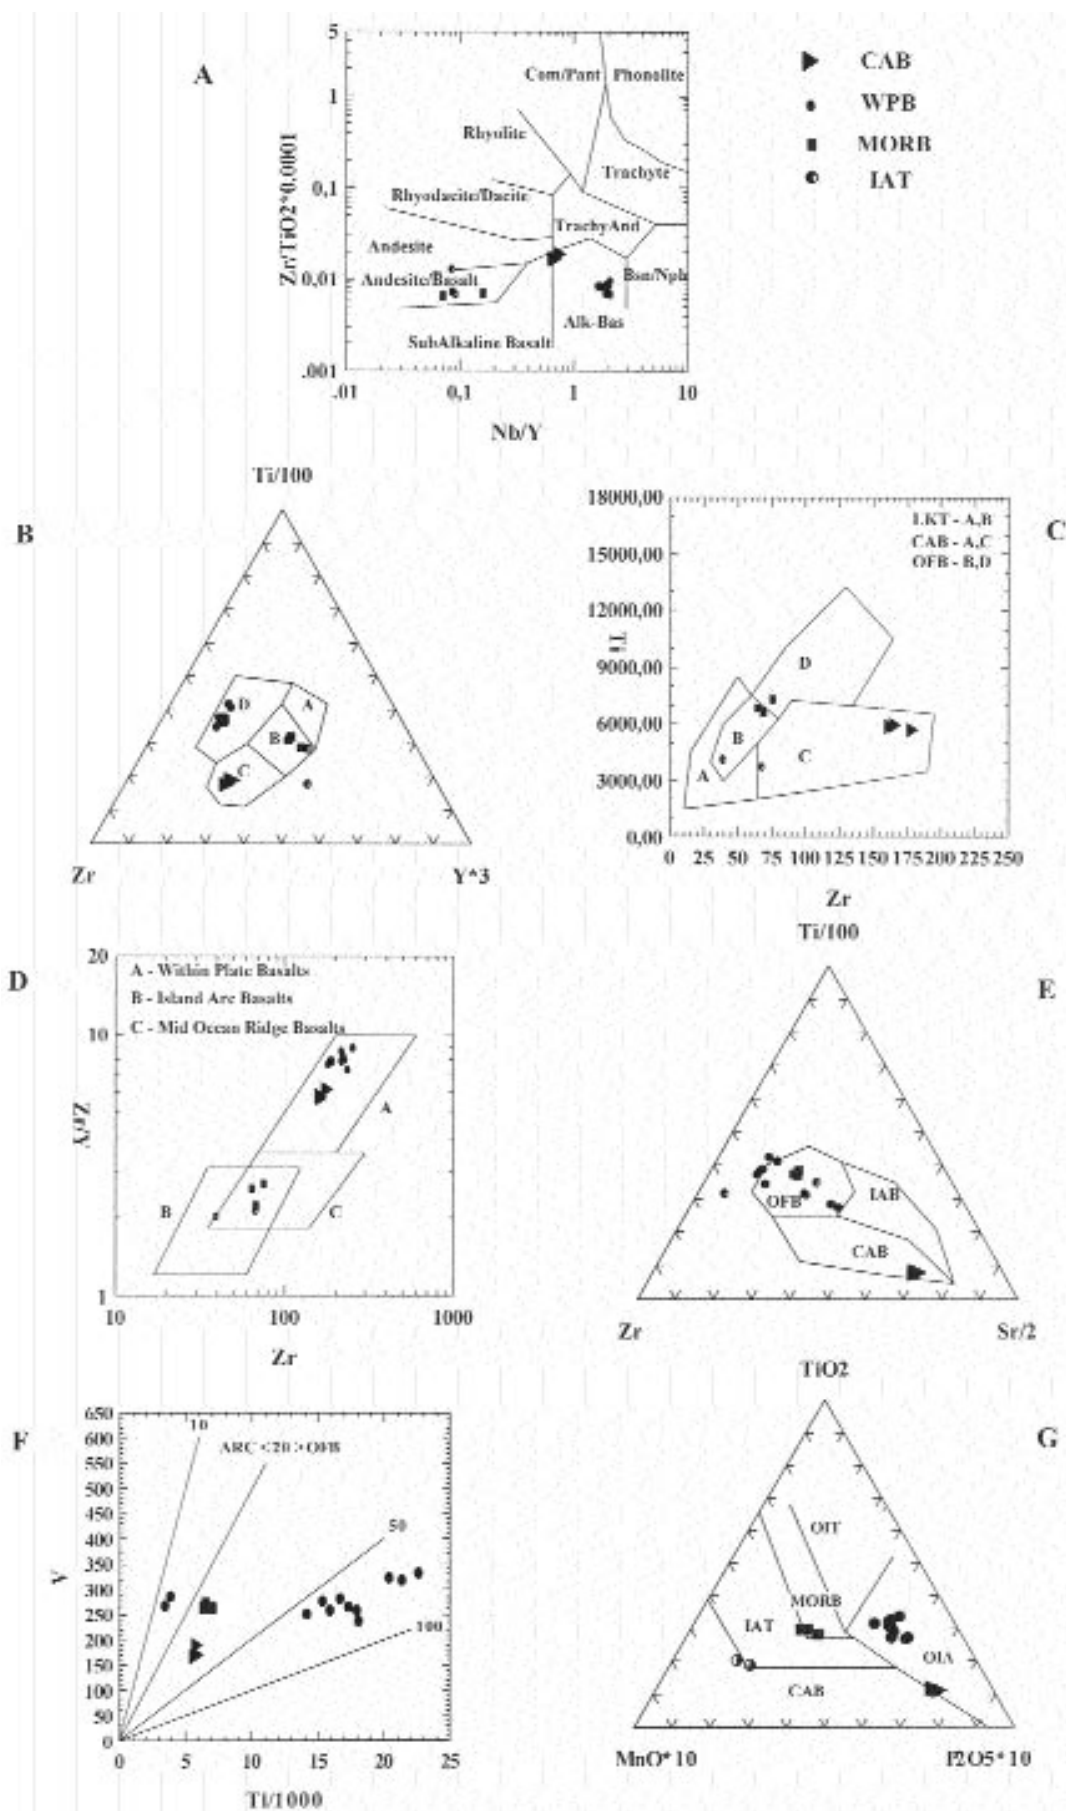 A
5
1
0,1
0,01
.001
Zr/TiO2*0.0001
Com/Pant
Phonolite
Rhyolite
Trachyte
Rhyodacite/Dacite
TrachyAnd
Andesite
Andesite/Basalt
Bsn/Nph
Alk-Bas
SubAlkaline Basalt
.01
0,1
1
10
Nb/Y
CAB
WPB
MORB
IAT
B
Ti/100
D
A
B
C
Zr
Y*3
C
18000,00
15000,00
12000,00
9000,00
6000,00
3000,00
0,00
Ti
LKT - A,B
CAB - A,C
OFB - B,D
D
B
A
C
0 25 50 75 100 125 150 175 200 225 250
Zr
D
20
10
1
Zr/Y
A - Within Plate Basalts
B - Island Arc Basalts
C - Mid Ocean Ridge Basalts
A
B
C
10
100
1000
Zr
E
Ti/100
OFB
IAB
CAB
Zr
Sr/2
F
650
600
550
500
450
400
350
300
250
200
150
100
50
0
V
10
ARC <20> OFB
50
100
0 5 10 15 20 25
Ti/1000
G
TiO2
OIT
MORB
IAT
OIA
CAB
MnO*10
P2O5*10